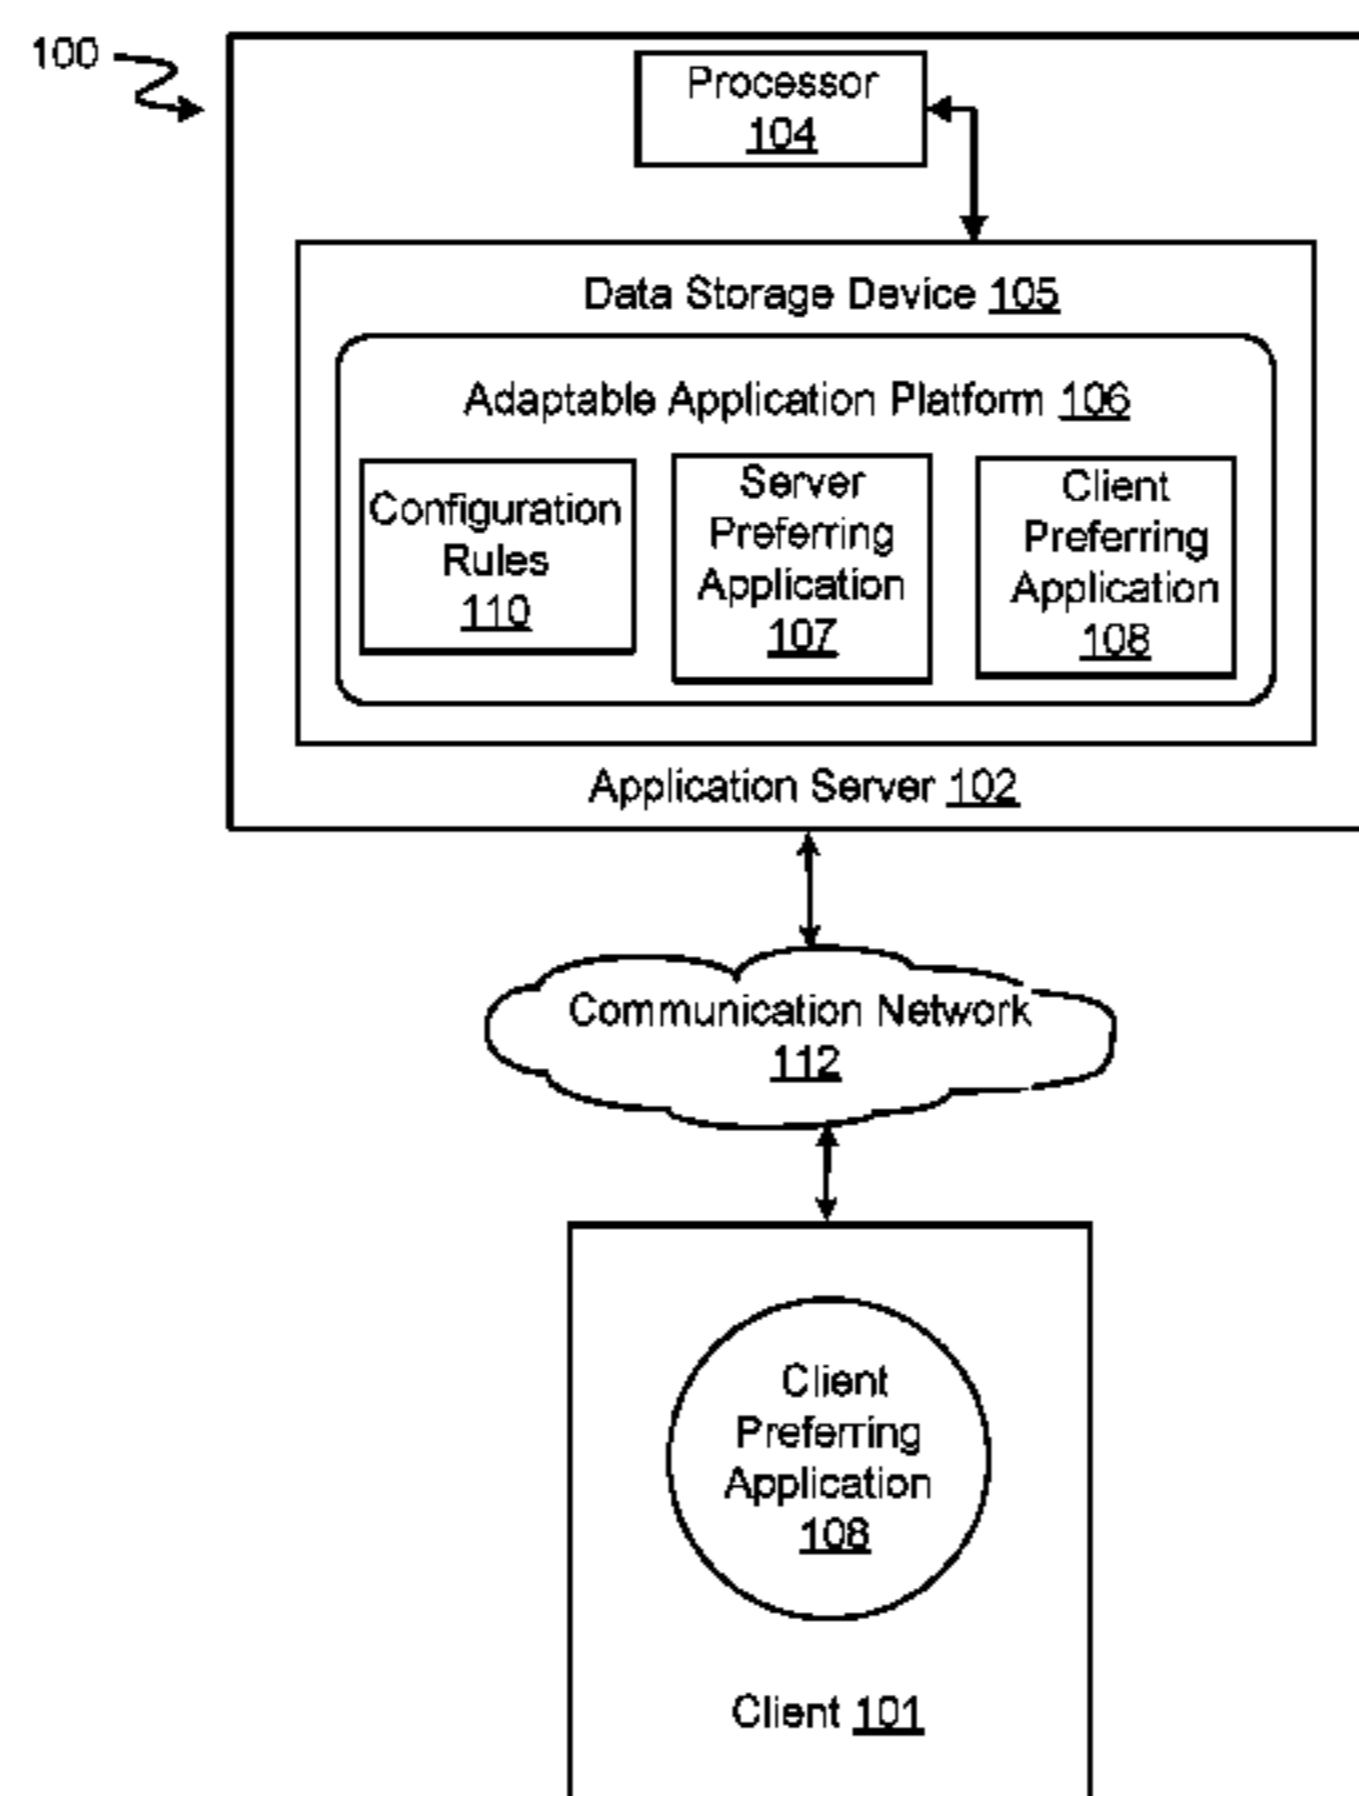 100
Processor
104
Data Storage Device 105
Adaptable Application Platform 106
Configuration
Rules
110
Server
Preferring
Application
107
Client
Preferring
Application
108
Application Server 102
Communication Network
112
Client
Preferring
Application
108
Client 101